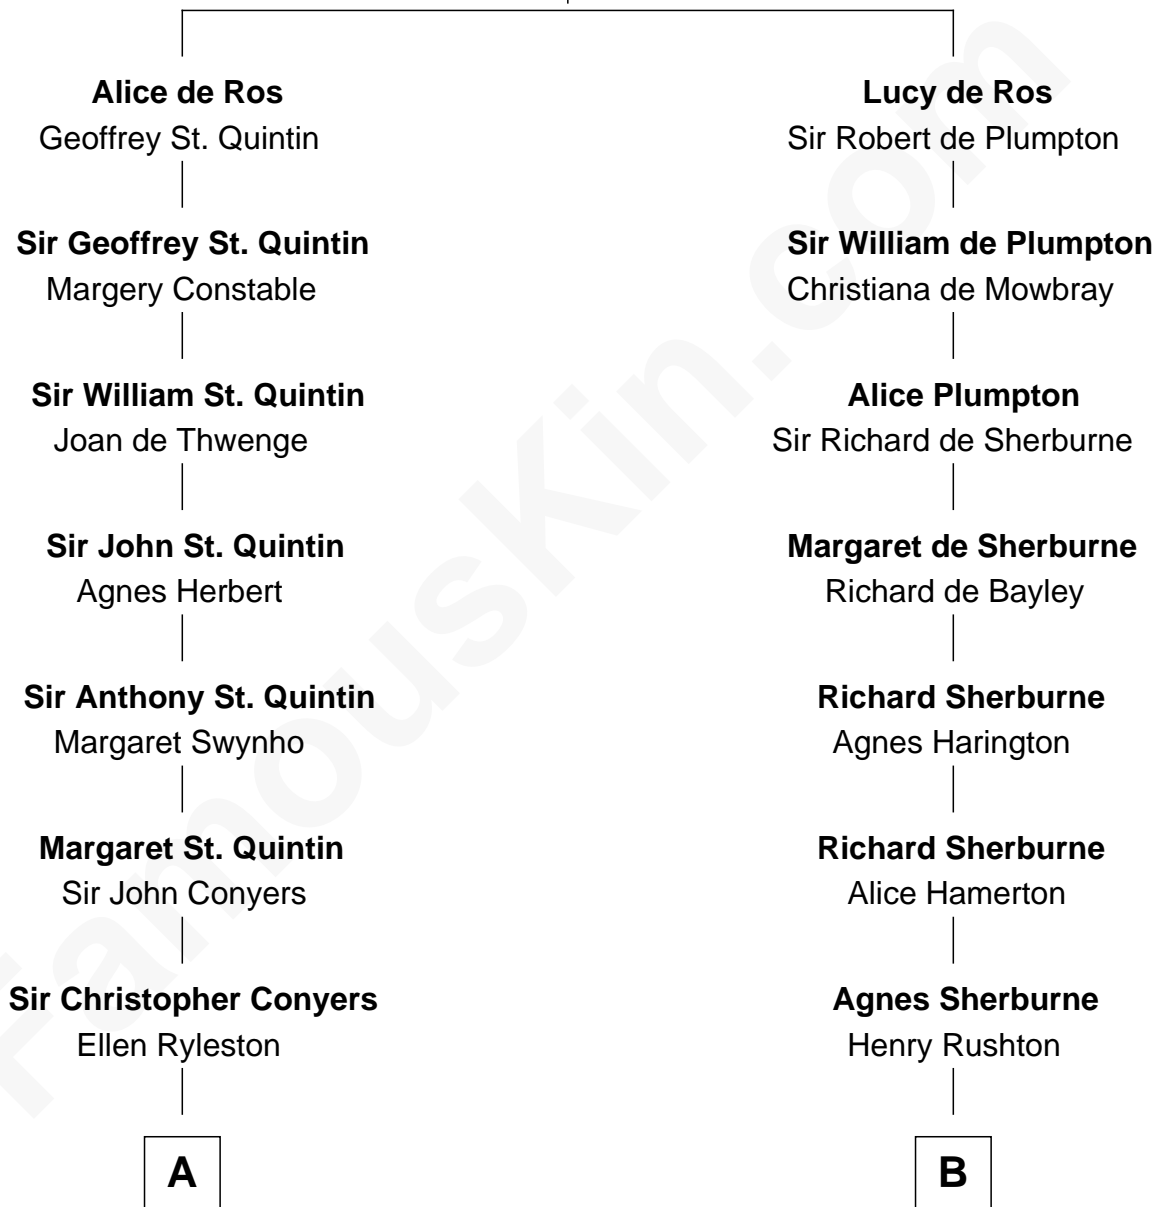 Alice de Ros
Geoffrey St. Quintin
Lucy de Ros
Sir Robert de Plumpton
Sir Geoffrey St. Quintin
Margery Constable
Sir William de Plumpton
Christiana de Mowbray
Sir William St. Quintin
Joan de Thwenge
Alice Plumpton
Sir Richard de Sherburne
Sir John St. Quintin
Agnes Herbert
Margaret de Sherburne
Richard de Bayley
Sir Anthony St. Quintin
Margaret Swynho
Richard Sherburne
Agnes Harington
Margaret St. Quintin
Sir John Conyers
Richard Sherburne
Alice Hamerton
Sir Christopher Conyers
Ellen Ryleston
Agnes Sherburne
Henry Rushton
A
B
FamousKin.com